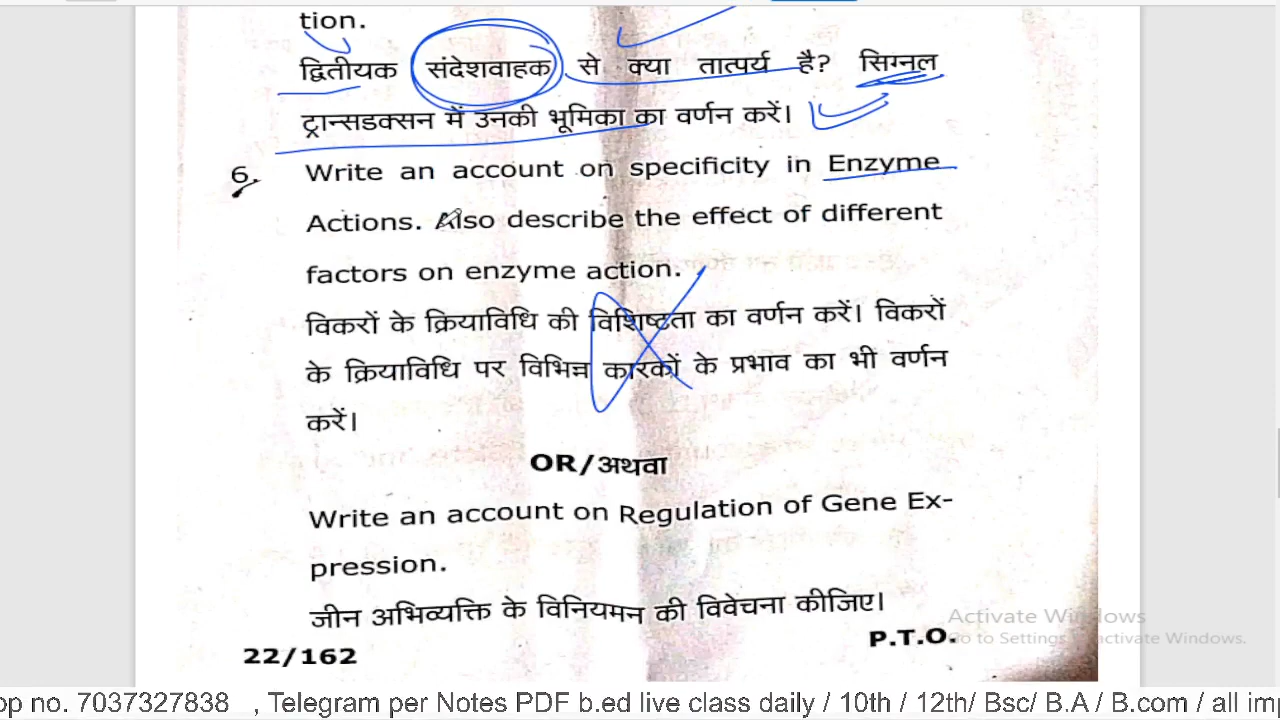 tion.
द्वितीयक संदेशवाहक से क्या तात्पर्य है? सिग्नल
ट्रान्सडक्सन में उनकी भूमिका का वर्णन करें।
6. Write an account on specificity in Enzyme
Actions. Also describe the effect of different
factors on enzyme action.
विकरों के क्रियाविधि की विशिष्टता का वर्णन करें। विकरों
के क्रियाविधि पर विभिन्न कारकों के प्रभाव का भी वर्णन
करें।
OR/अथवा
Write an account on Regulation of Gene Ex-
pression.
जीन अभिव्यक्ति के विनियमन की विवेचना कीजिए।
Activate Windows
Go to Settings to activate Windows.
P.T.O.
22/162
op no. 7037327838 , Telegram per Notes PDF b.ed live class daily / 10th / 12th/ Bsc/ B.A / B.com / all imp